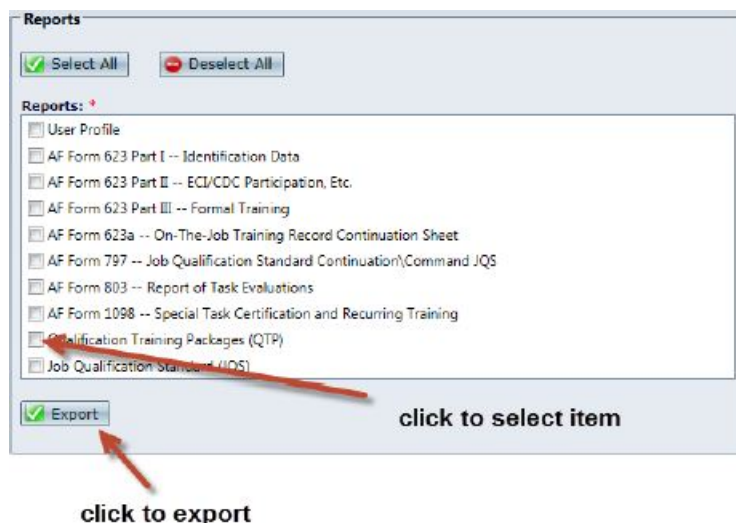 Reports
Select All Deselect All
Reports: *
User Profile
AF Form 623 Part I -- Identification Data
AF Form 623 Part II -- ECI/CDC Participation, Etc.
AF Form 623 Part III -- Formal Training
AF Form 623a -- On-The-Job Training Record Continuation Sheet
AF Form 797 -- Job Qualification Standard Continuation\Command JQS
AF Form 803 -- Report of Task Evaluations
AF Form 1098 -- Special Task Certification and Recurring Training
Qualification Training Packages (QTP)
Job Qualification Standard (JQS)
Export
click to select item
click to export